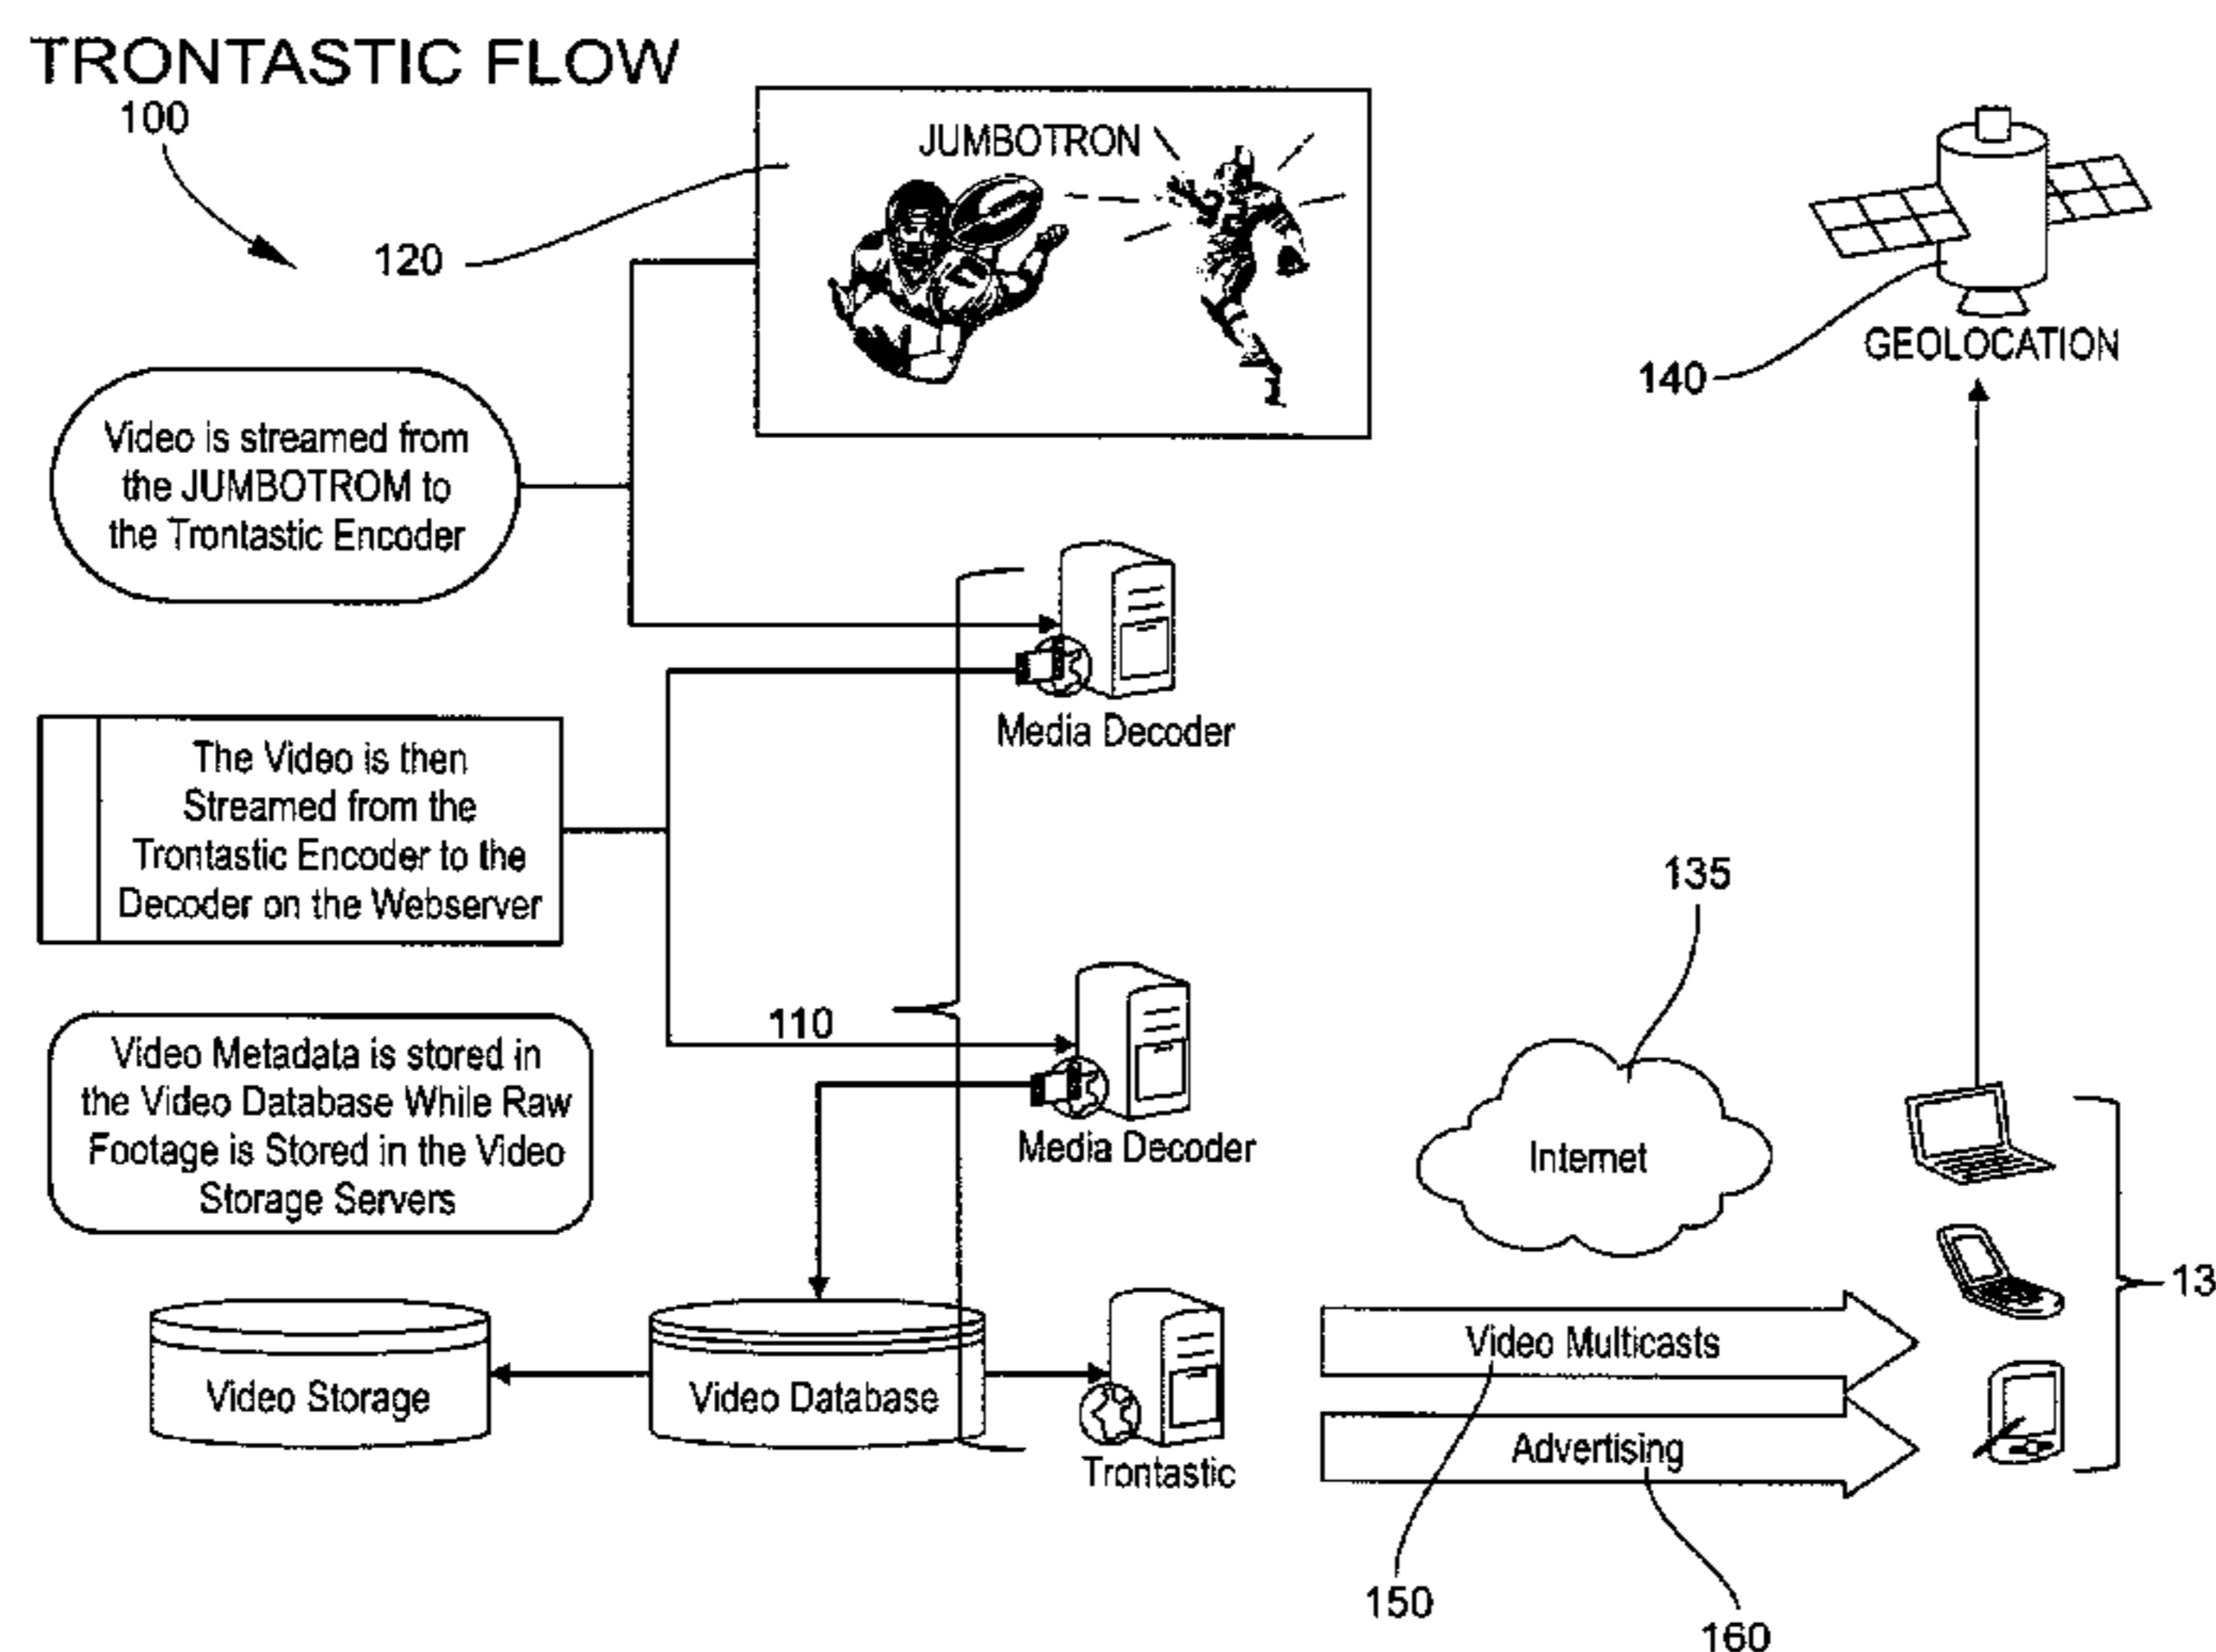 TRONTASTIC FLOW
100
120
JUMBOTRON
140
GEOLOCATION
Video is streamed from
the JUMBOTROM to
the Trontastic Encoder
Media Decoder
The Video is then
Streamed from the
Trontastic Encoder to the
Decoder on the Webserver
110
Media Decoder
135
Internet
Video Metadata is stored in
the Video Database While Raw
Footage is Stored in the Video
Storage Servers
13
Video Storage
Video Database
Trontastic
Video Multicasts
Advertising
150
160